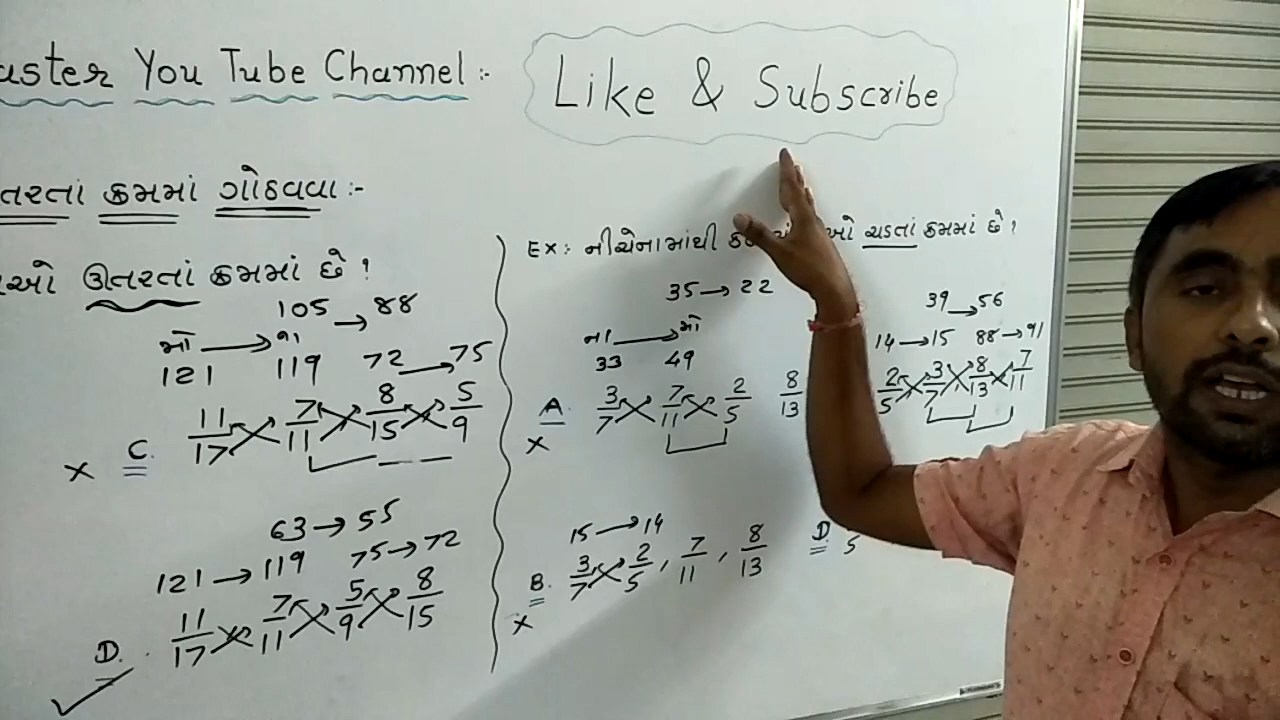 You Tube Channel :-
Like & Subscribe
ક્રમમાં ગોઠવવા :-
ઊતરતાં ક્રમમાં છે ?
105 → 88
મો → ના
121 119 72 → 75
C. 11/17 7/11 8/15 5/9
×
63 → 55
121 → 119 75 → 72
D. 11/17 7/11 5/9 8/15
Ex: નીચેનામાંથી ચડતાં ક્રમમાં છે ?
35 → 22
ના → મો
33 49
A 3/7 7/11 2/5 8/13
×
15 → 14
B. 3/7 2/5 , 7/11 , 8/13
×
39 → 56
14 → 15 88 → 91
2/5 3/7 8/13 7/11
D. 5